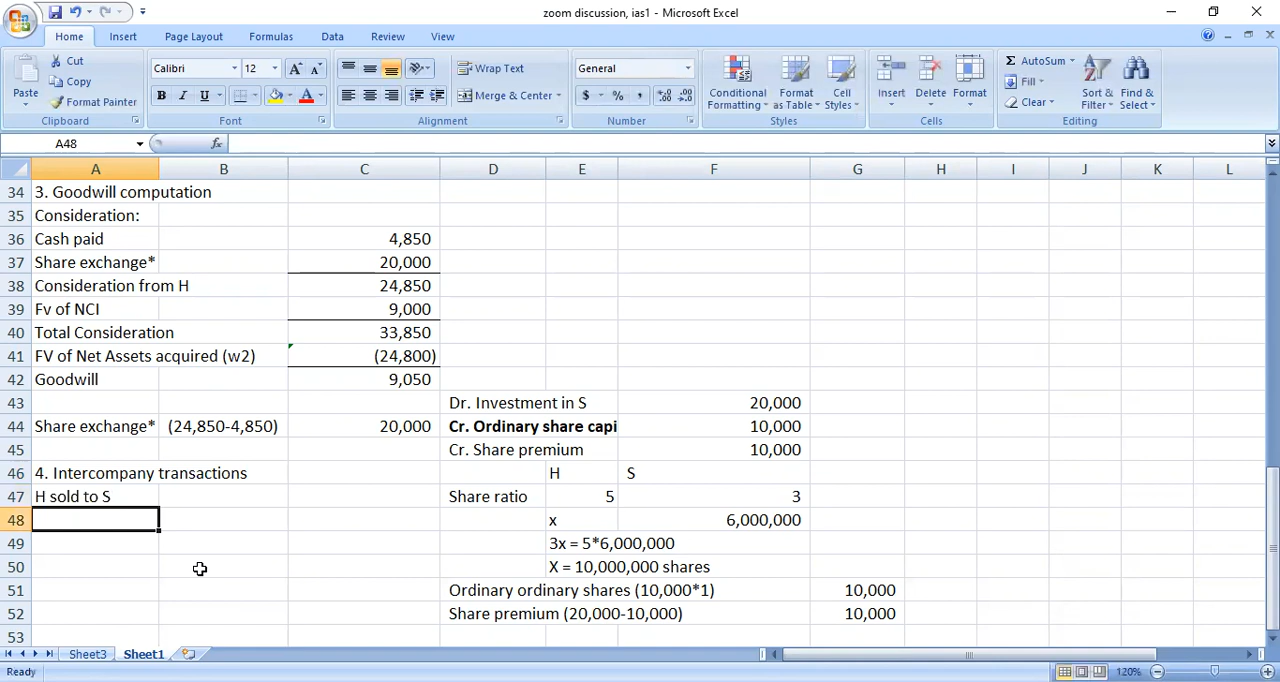 zoom discussion, ias1 - Microsoft Excel
Home Insert Page Layout Formulas Data Review View
Paste Cut Copy Format Painter Clipboard
Calibri 12 A A B I U A Font
Wrap Text Merge & Center Alignment
General $ % , .0 .00 .00 .0 Number
Conditional Formatting Format as Table Cell Styles Styles
Insert Delete Format Cells
Σ AutoSum Fill Clear Sort & Filter Find & Select Editing
A48 fx
A B C D E F G H I J K L
34 3. Goodwill computation
35 Consideration:
36 Cash paid 4,850
37 Share exchange* 20,000
38 Consideration from H 24,850
39 Fv of NCI 9,000
40 Total Consideration 33,850
41 FV of Net Assets acquired (w2) (24,800)
42 Goodwill 9,050
43 Dr. Investment in S 20,000
44 Share exchange* (24,850-4,850) 20,000 Cr. Ordinary share capi 10,000
45 Cr. Share premium 10,000
46 4. Intercompany transactions H S
47 H sold to S Share ratio 5 3
48 x 6,000,000
49 3x = 5*6,000,000
50 X = 10,000,000 shares
51 Ordinary ordinary shares (10,000*1) 10,000
52 Share premium (20,000-10,000) 10,000
53
Sheet3 Sheet1
Ready 120%